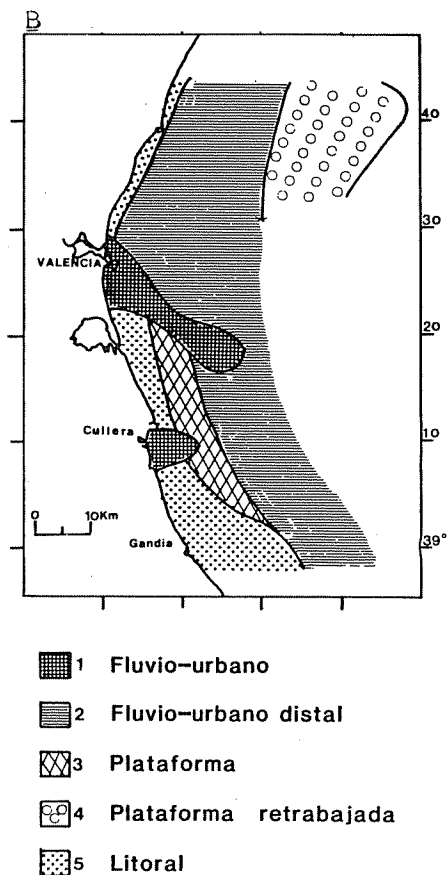 B
40
30
VALENCIA
20
Cullera
10
0 10Km
Gandia
39°
1 Fluvio-urbano
2 Fluvio-urbano distal
3 Plataforma
4 Plataforma retrabajada
5 Litoral